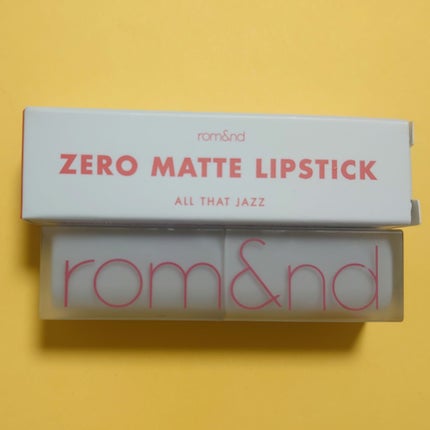 rom&nd
ZERO MATTE LIPSTICK
ALL THAT JAZZ
rom&nd